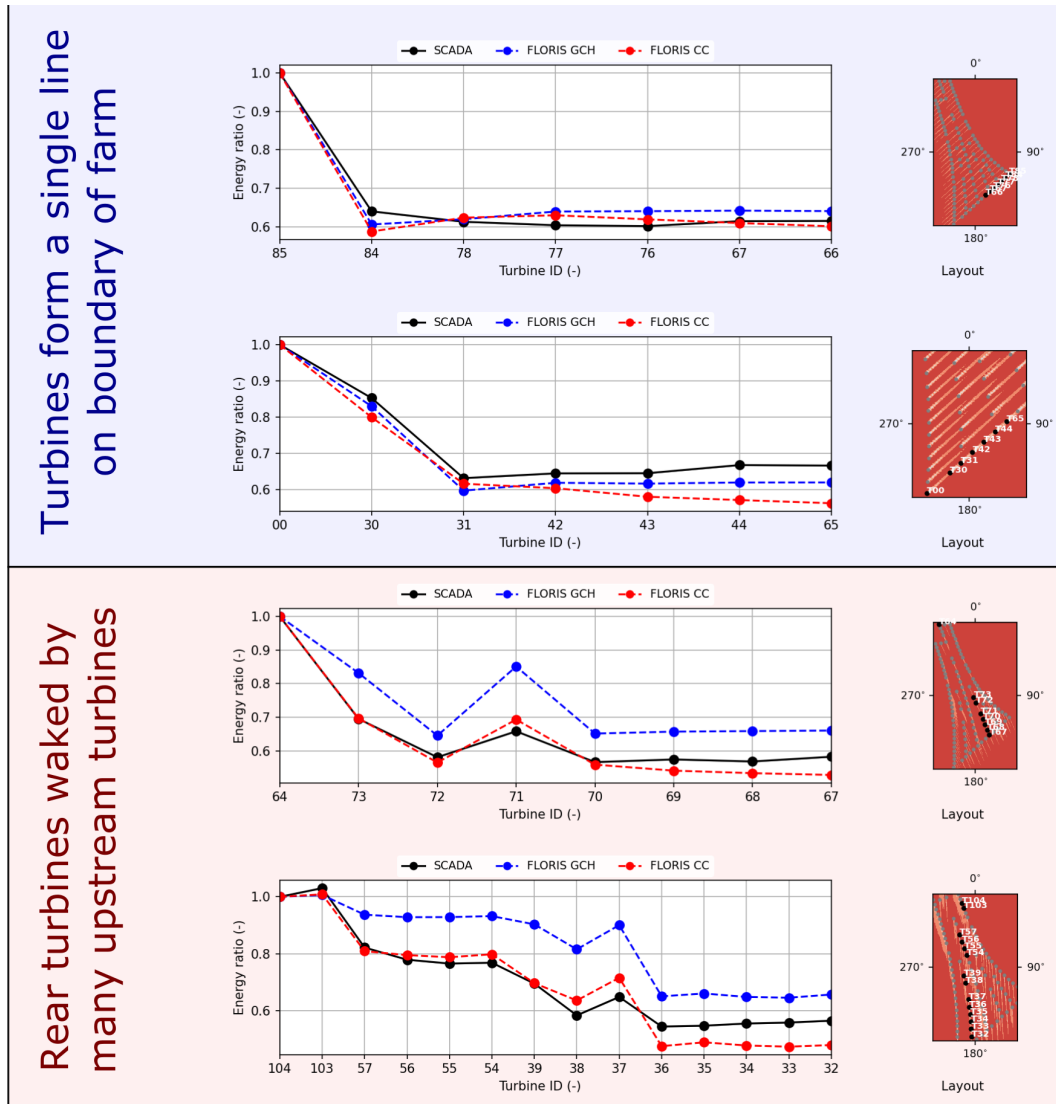 Turbines form a single line
on boundary of farm
SCADA FLORIS GCH FLORIS CC
Energy ratio (-)
1.0
0.9
0.8
0.7
0.6
85 84 78 77 76 67 66
Turbine ID (-)
0°
270° 90°
T66
180°
Layout
SCADA FLORIS GCH FLORIS CC
Energy ratio (-)
1.0
0.9
0.8
0.7
0.6
00 30 31 42 43 44 65
Turbine ID (-)
0°
270° 90°
T65
T44
T43
T42
T31
T30
T00
180°
Layout
Rear turbines waked by
many upstream turbines
SCADA FLORIS GCH FLORIS CC
Energy ratio (-)
1.0
0.9
0.8
0.7
0.6
64 73 72 71 70 69 68 67
Turbine ID (-)
0°
270° 90°
T73
T72
T71
T70
T69
T68
T67
180°
Layout
SCADA FLORIS GCH FLORIS CC
Energy ratio (-)
1.0
0.8
0.6
104 103 57 56 55 54 39 38 37 36 35 34 33 32
Turbine ID (-)
0°
270° 90°
T104
T103
T57
T56
T55
T54
T39
T38
T37
T36
T35
T34
T33
T32
180°
Layout